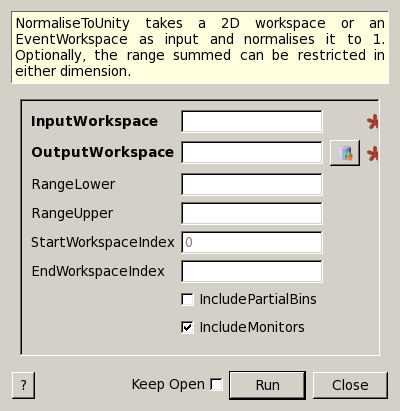 NormaliseToUnity takes a 2D workspace or an
EventWorkspace as input and normalises it to 1.
Optionally, the range summed can be restricted in
either dimension.
InputWorkspace
OutputWorkspace
RangeLower
RangeUpper
StartWorkspaceIndex 0
EndWorkspaceIndex
IncludePartialBins
IncludeMonitors
? Keep Open Run Close